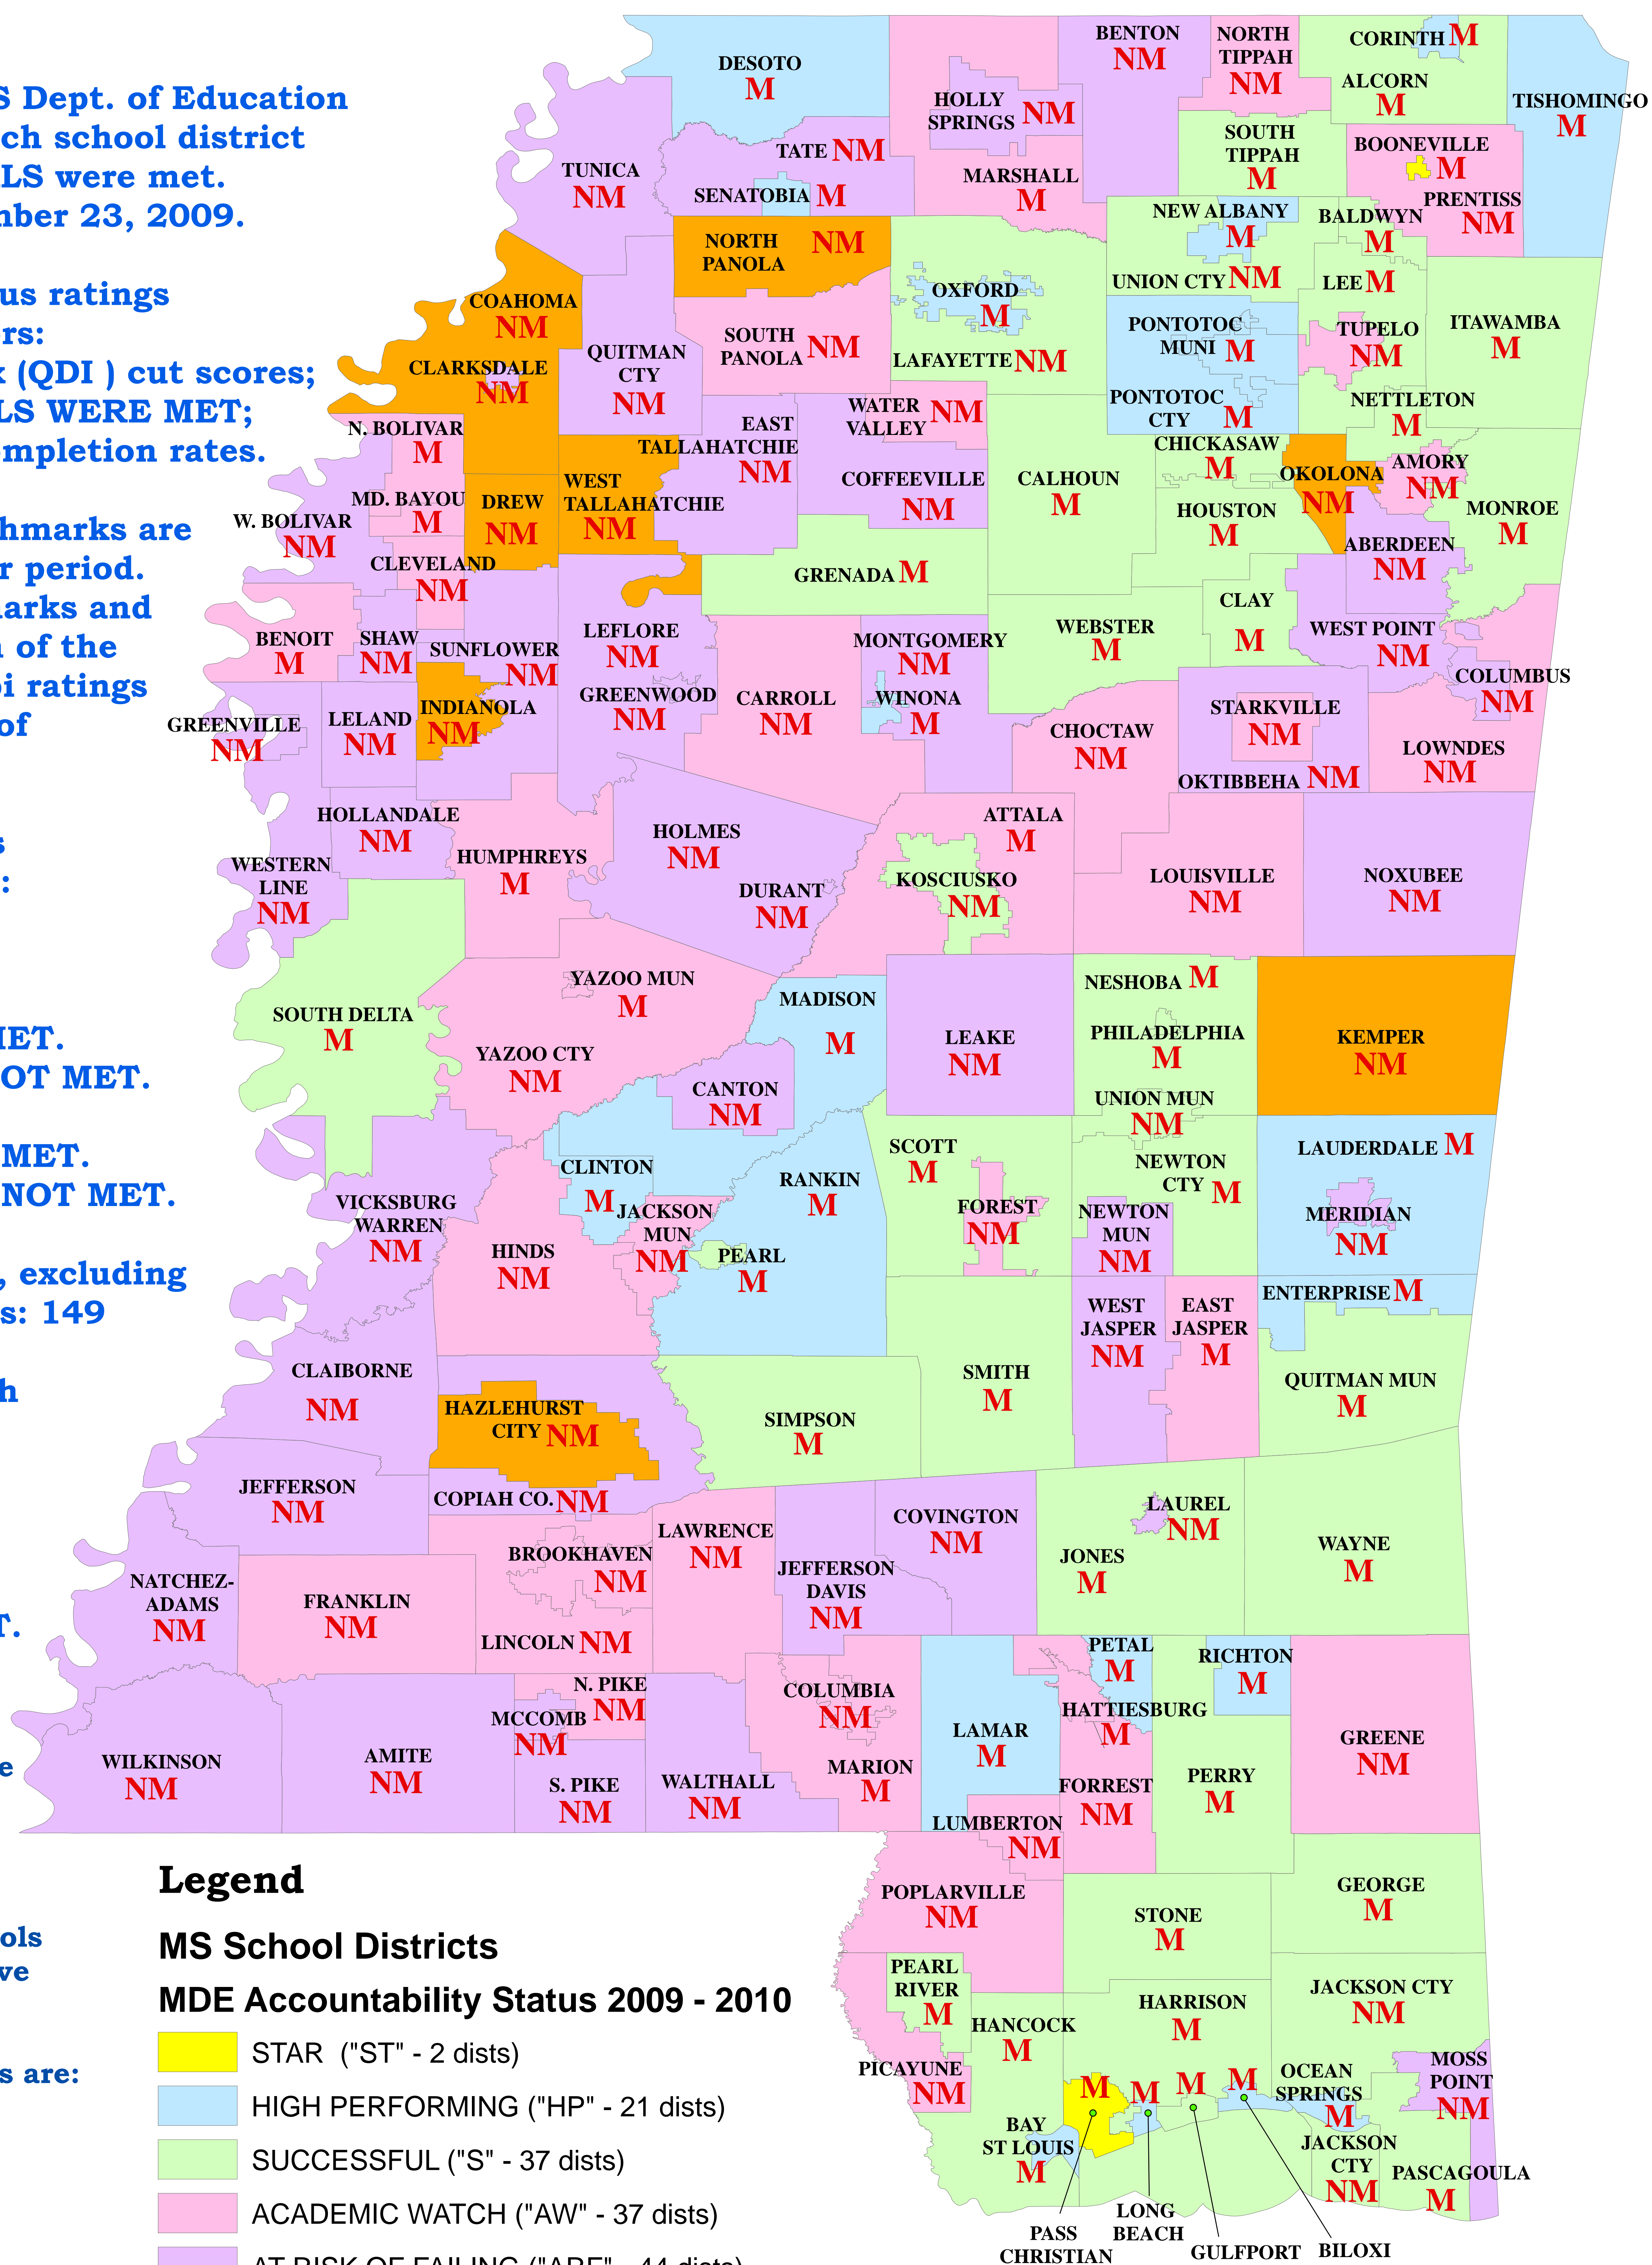 S Dept. of Education
ch school district
LS were met.
mber 23, 2009.
us ratings
ors:
x (QDI ) cut scores;
LS WERE MET;
mpletion rates.
hmarks are
r period.
arks and
n of the
oi ratings
of
s
:
MET.
OT MET.
MET.
NOT MET.
, excluding
s: 149
h
T.
e
ols
ve
s are:
DESOTO
M
BENTON
NM
NORTH
TIPPAH
NM
CORINTH M
ALCORN
M
TISHOMINGO
M
HOLLY
SPRINGS NM
TUNICA
NM
TATE NM
SENATOBIA M
MARSHALL
M
SOUTH
TIPPAH
M
BOONEVILLE
M
PRENTISS
NM
NEW ALBANY
M
BALDWYN
M
UNION CTY NM
LEE M
NORTH
PANOLA NM
COAHOMA
NM
OXFORD
M
SOUTH
PANOLA NM
LAFAYETTE NM
PONTOTOC
MUNI M
TUPELO
NM
ITAWAMBA
M
CLARKSDALE
NM
QUITMAN
CTY
NM
PONTOTOC
CTY M
NETTLETON
M
N. BOLIVAR
M
EAST
TALLAHATCHIE
NM
WATER
VALLEY NM
CHICKASAW
M
OKOLONA
NM
AMORY
NM
MD. BAYOU
M
DREW
NM
WEST
TALLAHATCHIE
NM
COFFEEVILLE
NM
CALHOUN
M
HOUSTON
M
MONROE
M
W. BOLIVAR
NM
CLEVELAND
NM
GRENADA M
ABERDEEN
NM
CLAY
M
BENOIT
M
SHAW
NM
SUNFLOWER
NM
LEFLORE
NM
MONTGOMERY
NM
WEBSTER
M
WEST POINT
NM
COLUMBUS
NM
GREENVILLE
NM
LELAND
NM
INDIANOLA
NM
GREENWOOD
NM
CARROLL
NM
WINONA
M
CHOCTAW
NM
STARKVILLE
NM
OKTIBBEHA NM
LOWNDES
NM
HOLLANDALE
NM
HUMPHREYS
M
HOLMES
NM
ATTALA
M
WESTERN
LINE
NM
DURANT
NM
KOSCIUSKO
NM
LOUISVILLE
NM
NOXUBEE
NM
SOUTH DELTA
M
YAZOO MUN
M
YAZOO CTY
NM
MADISON
M
LEAKE
NM
NESHOBA M
PHILADELPHIA
M
KEMPER
NM
CANTON
NM
UNION MUN
NM
VICKSBURG
WARREN
NM
CLINTON
M
JACKSON
MUN
NM
RANKIN
M
SCOTT
M
NEWTON
CTY M
LAUDERDALE M
HINDS
NM
PEARL
M
FOREST
NM
NEWTON
MUN
NM
MERIDIAN
NM
ENTERPRISE M
CLAIBORNE
NM
WEST
JASPER
NM
EAST
JASPER
M
SMITH
M
QUITMAN MUN
M
HAZLEHURST
CITY NM
SIMPSON
M
JEFFERSON
NM
COPIAH CO. NM
LAWRENCE
NM
COVINGTON
NM
LAUREL
NM
JONES
M
WAYNE
M
NATCHEZ-
ADAMS
NM
FRANKLIN
NM
BROOKHAVEN
NM
LINCOLN NM
JEFFERSON
DAVIS
NM
WILKINSON
NM
AMITE
NM
N. PIKE
NM
MCCOMB
NM
S. PIKE
NM
WALTHALL
NM
COLUMBIA
NM
MARION
M
LAMAR
M
PETAL
M
HATTIESBURG
M
RICHTON
M
FORREST
NM
PERRY
M
GREENE
NM
LUMBERTON
NM
POPLARVILLE
NM
STONE
M
GEORGE
M
PEARL
RIVER
M
HANCOCK
M
HARRISON
M
JACKSON CTY
NM
PICAYUNE
NM
M
M
M
M
OCEAN
SPRINGS
M
MOSS
POINT
NM
BAY
ST LOUIS
M
JACKSON
CTY
NM
PASCAGOULA
M
PASS
CHRISTIAN
LONG
BEACH
GULFPORT
BILOXI
Legend
MS School Districts
MDE Accountability Status 2009 - 2010
STAR ("ST" - 2 dists)
HIGH PERFORMING ("HP" - 21 dists)
SUCCESSFUL ("S" - 37 dists)
ACADEMIC WATCH ("AW" - 37 dists)
AT RISK OF FAILING ("ARF" - 44 dists)